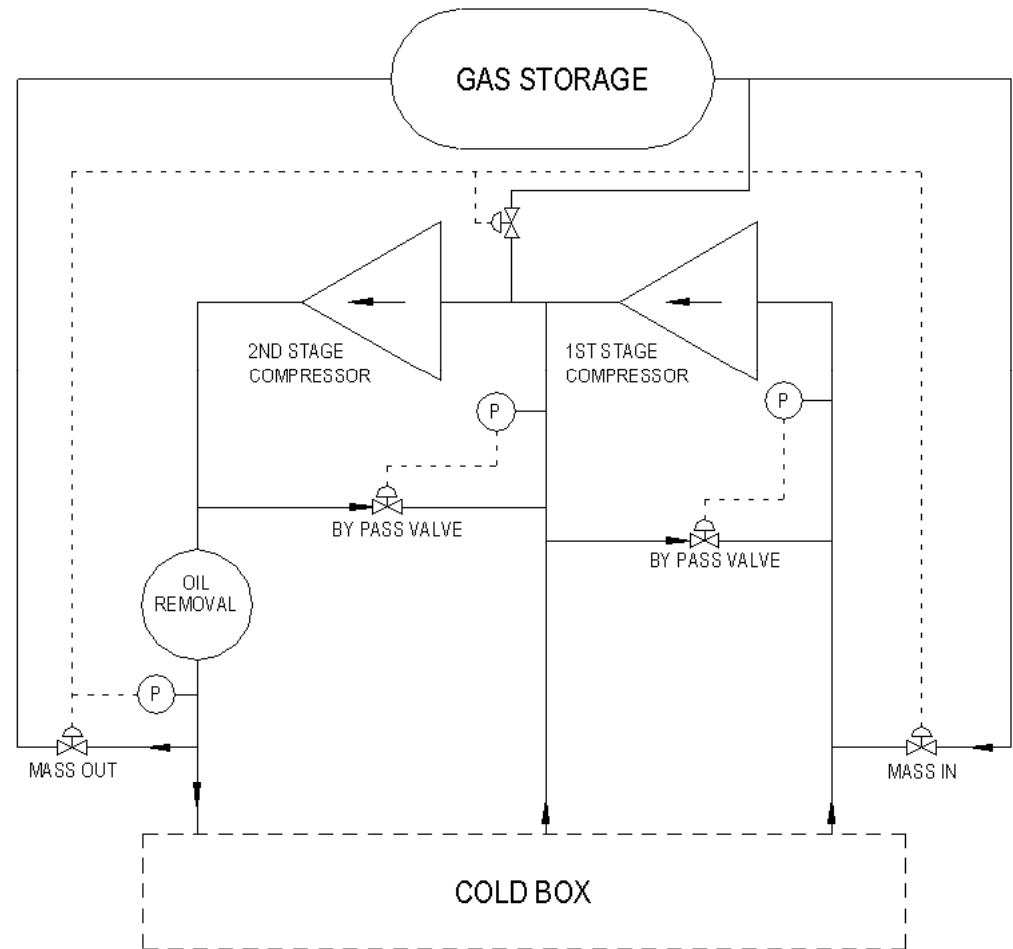 GAS STORAGE
2ND STAGE
COMPRESSOR
1ST STAGE
COMPRESSOR
P
P
BY PASS VALVE
BY PASS VALVE
OIL
REMOVAL
P
MASS OUT
MASS IN
COLD BOX